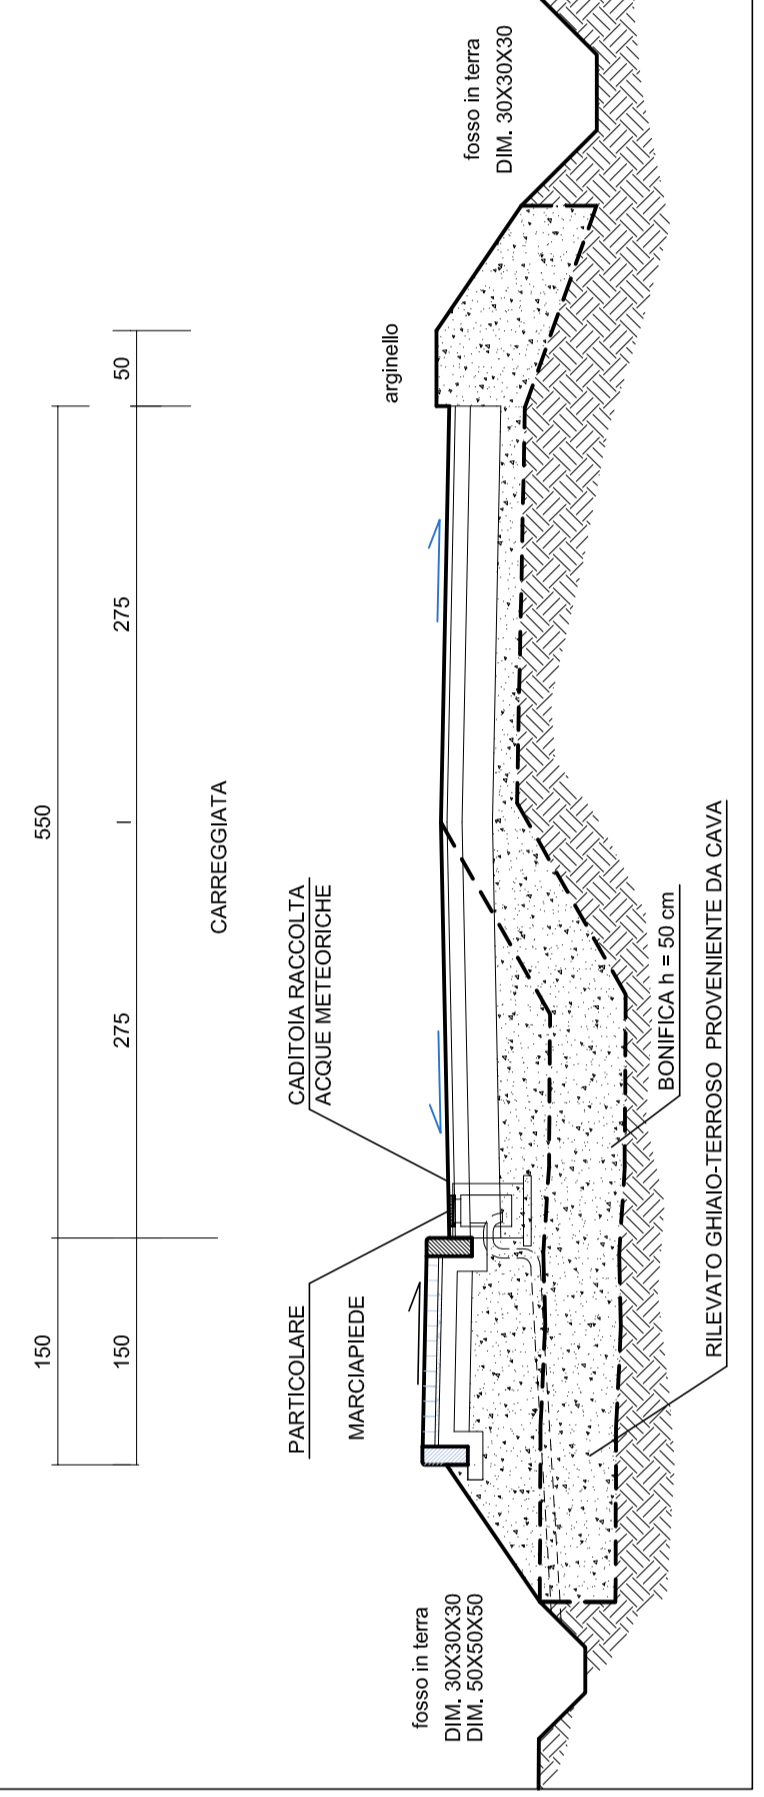 550
150
50
275
275
150
CARREGGIATA
CADITOIA RACCOLTA
ACQUE METEORICHE
PARTICOLARE
MARCIAPIEDE
arginello
fosso in terra
DIM. 30X30X30
DIM. 50X50X50
fosso in terra
DIM. 30X30X30
BONIFICA h = 50 cm
RILEVATO GHIAIO-TERROSO PROVENIENTE DA CAVA